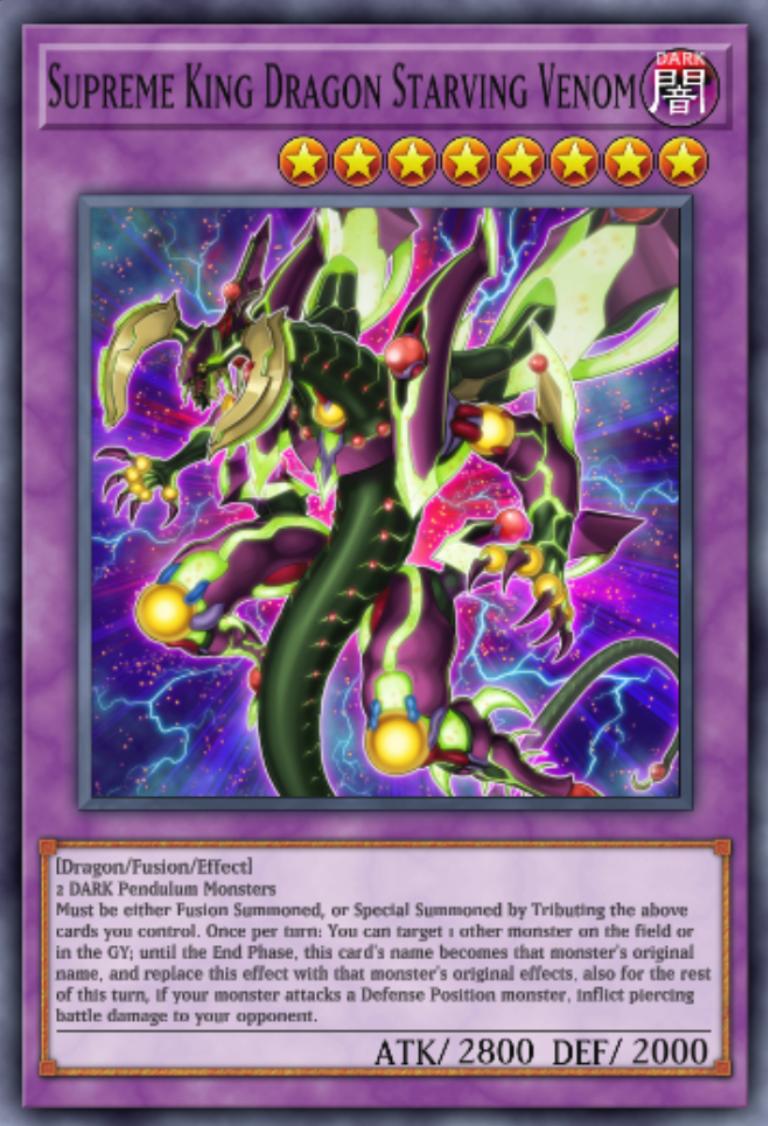 SUPREME KING DRAGON STARVING VENOM
DARK
闇
[Dragon/Fusion/Effect]
2 DARK Pendulum Monsters
Must be either Fusion Summoned, or Special Summoned by Tributing the above
cards you control. Once per turn: You can target 1 other monster on the field or
in the GY; until the End Phase, this card's name becomes that monster's original
name, and replace this effect with that monster's original effects, also for the rest
of this turn, if your monster attacks a Defense Position monster, inflict piercing
battle damage to your opponent.
ATK/ 2800 DEF/ 2000